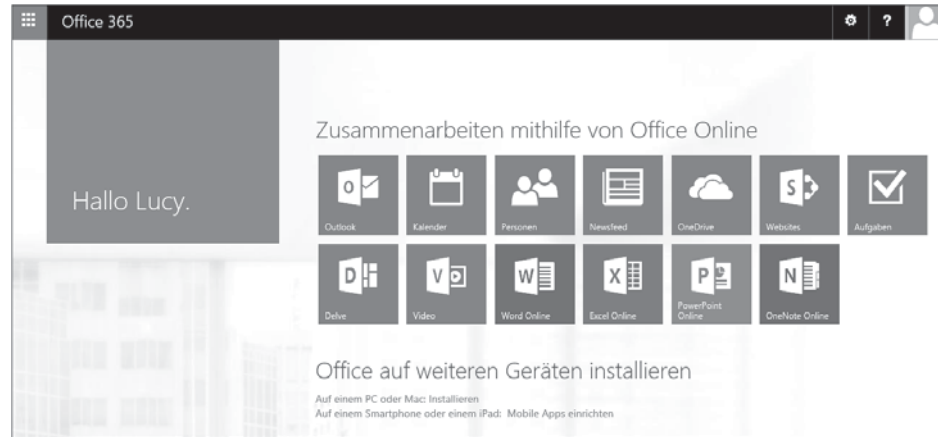 Office 365
?
Hallo Lucy.
Zusammenarbeiten mithilfe von Office Online
O
S
Outlook Kalender Personen Newsfeed OneDrive Websites Aufgaben
D V W X P N
Delve Video Word Online Excel Online PowerPoint Online OneNote Online
Office auf weiteren Geräten installieren
Auf einem PC oder Mac: Installieren
Auf einem Smartphone oder einem iPad: Mobile Apps einrichten